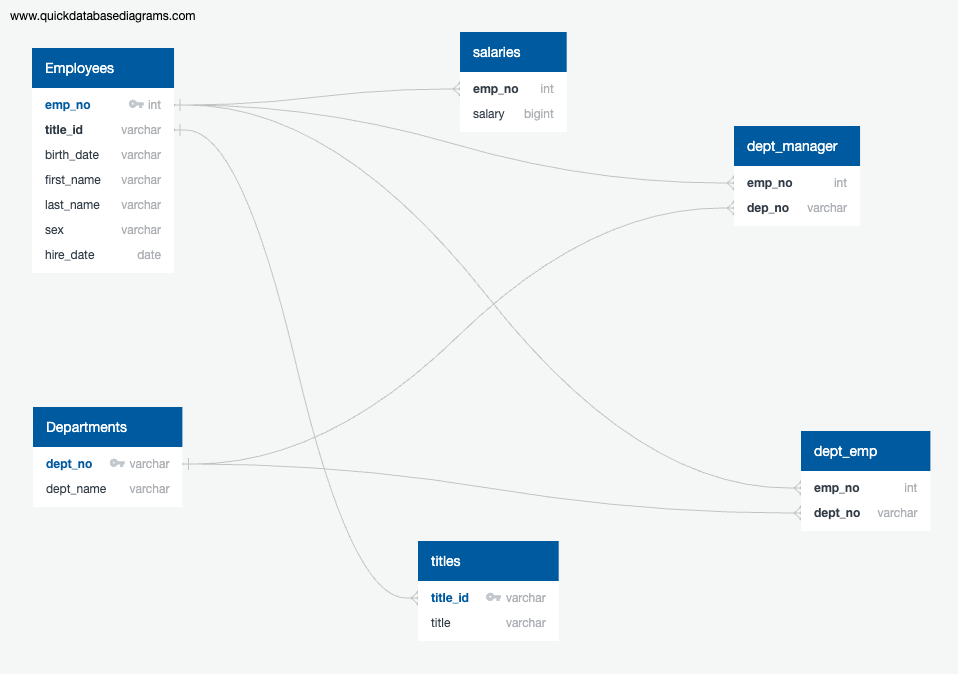 www.quickdatabasediagrams.com
Employees
emp_no int
title_id varchar
birth_date varchar
first_name varchar
last_name varchar
sex varchar
hire_date date
salaries
emp_no int
salary bigint
dept_manager
emp_no int
dep_no varchar
Departments
dept_no varchar
dept_name varchar
dept_emp
emp_no int
dept_no varchar
titles
title_id varchar
title varchar